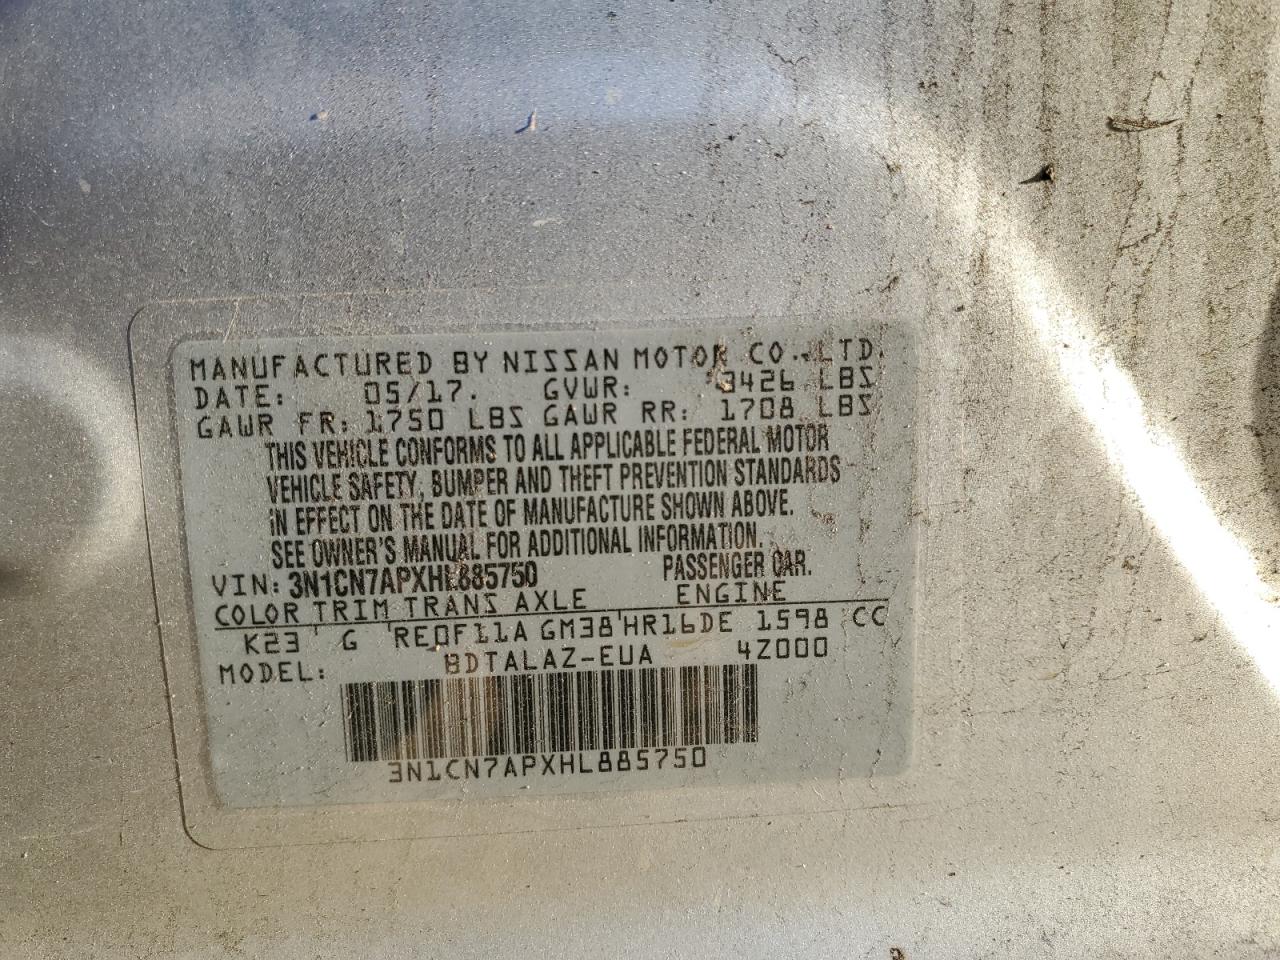 MANUFACTURED BY NISSAN MOTOR CO., LTD.
DATE: 05/17. GVWR: 3426 LBS
GAWR FR: 1750 LBS GAWR RR: 1708 LBS
THIS VEHICLE CONFORMS TO ALL APPLICABLE FEDERAL MOTOR
VEHICLE SAFETY, BUMPER AND THEFT PREVENTION STANDARDS
IN EFFECT ON THE DATE OF MANUFACTURE SHOWN ABOVE.
SEE OWNER'S MANUAL FOR ADDITIONAL INFORMATION.
VIN: 3N1CN7APXHL885750 PASSENGER CAR.
COLOR TRIM TRANS AXLE ENGINE
K23 G RE0F11A GM38 HR16DE 1598 CC
MODEL: BDTALAZ-EUA 4Z000
3N1CN7APXHL885750